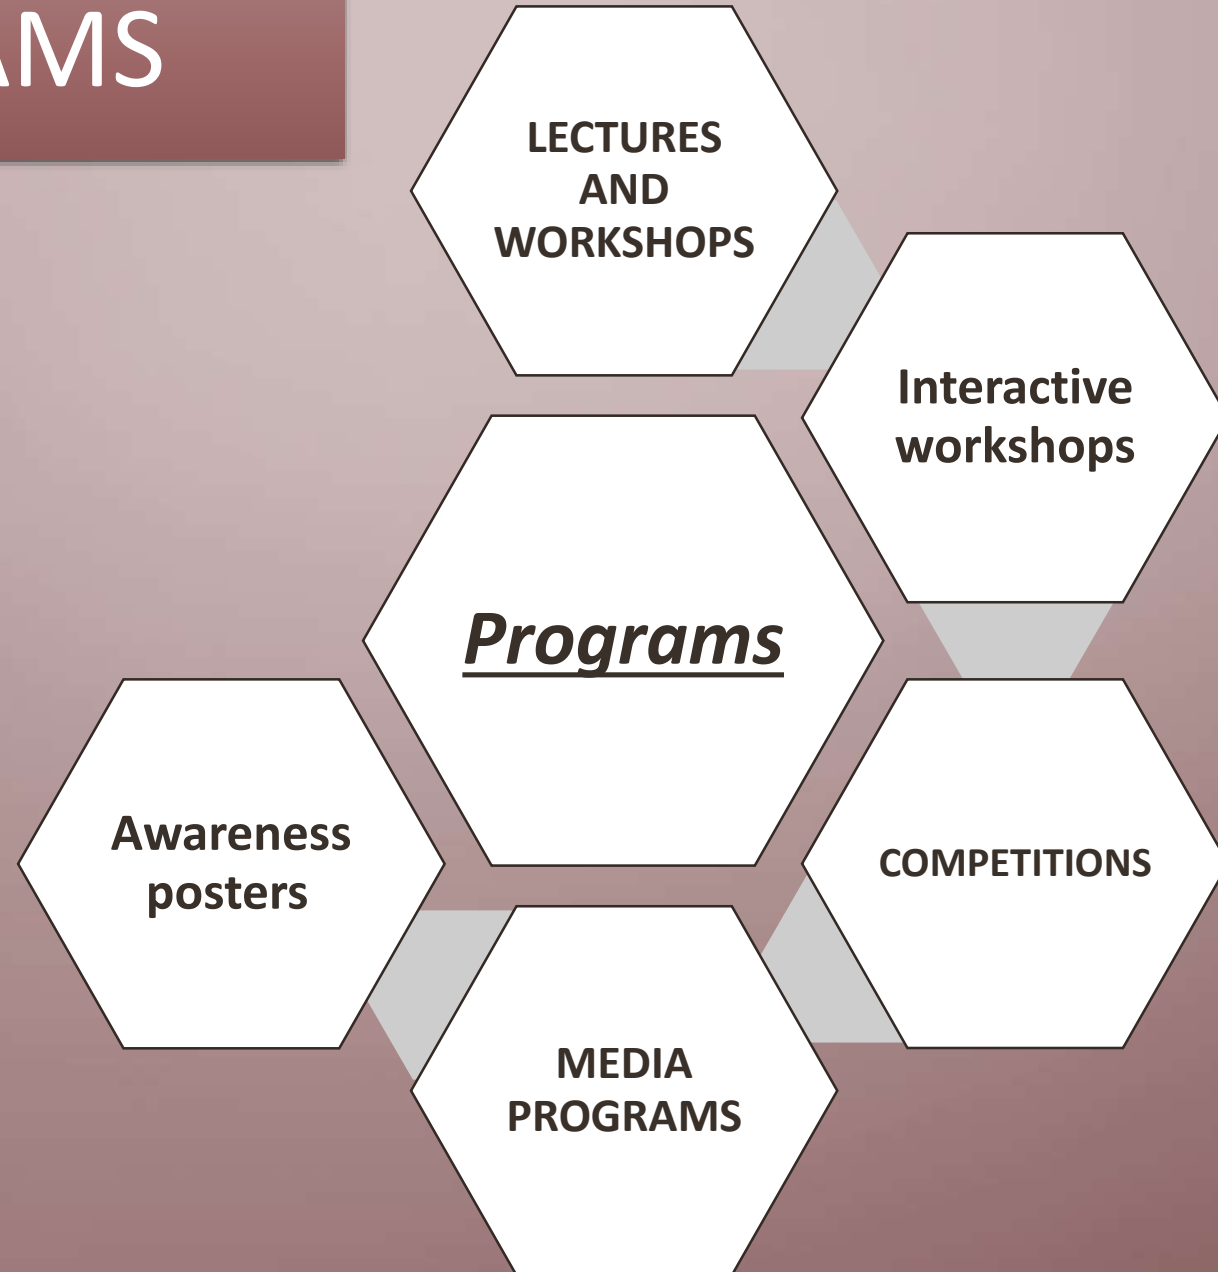 AMS
LECTURES
AND
WORKSHOPS
Interactive
workshops
Programs
Awareness
posters
COMPETITIONS
MEDIA
PROGRAMS